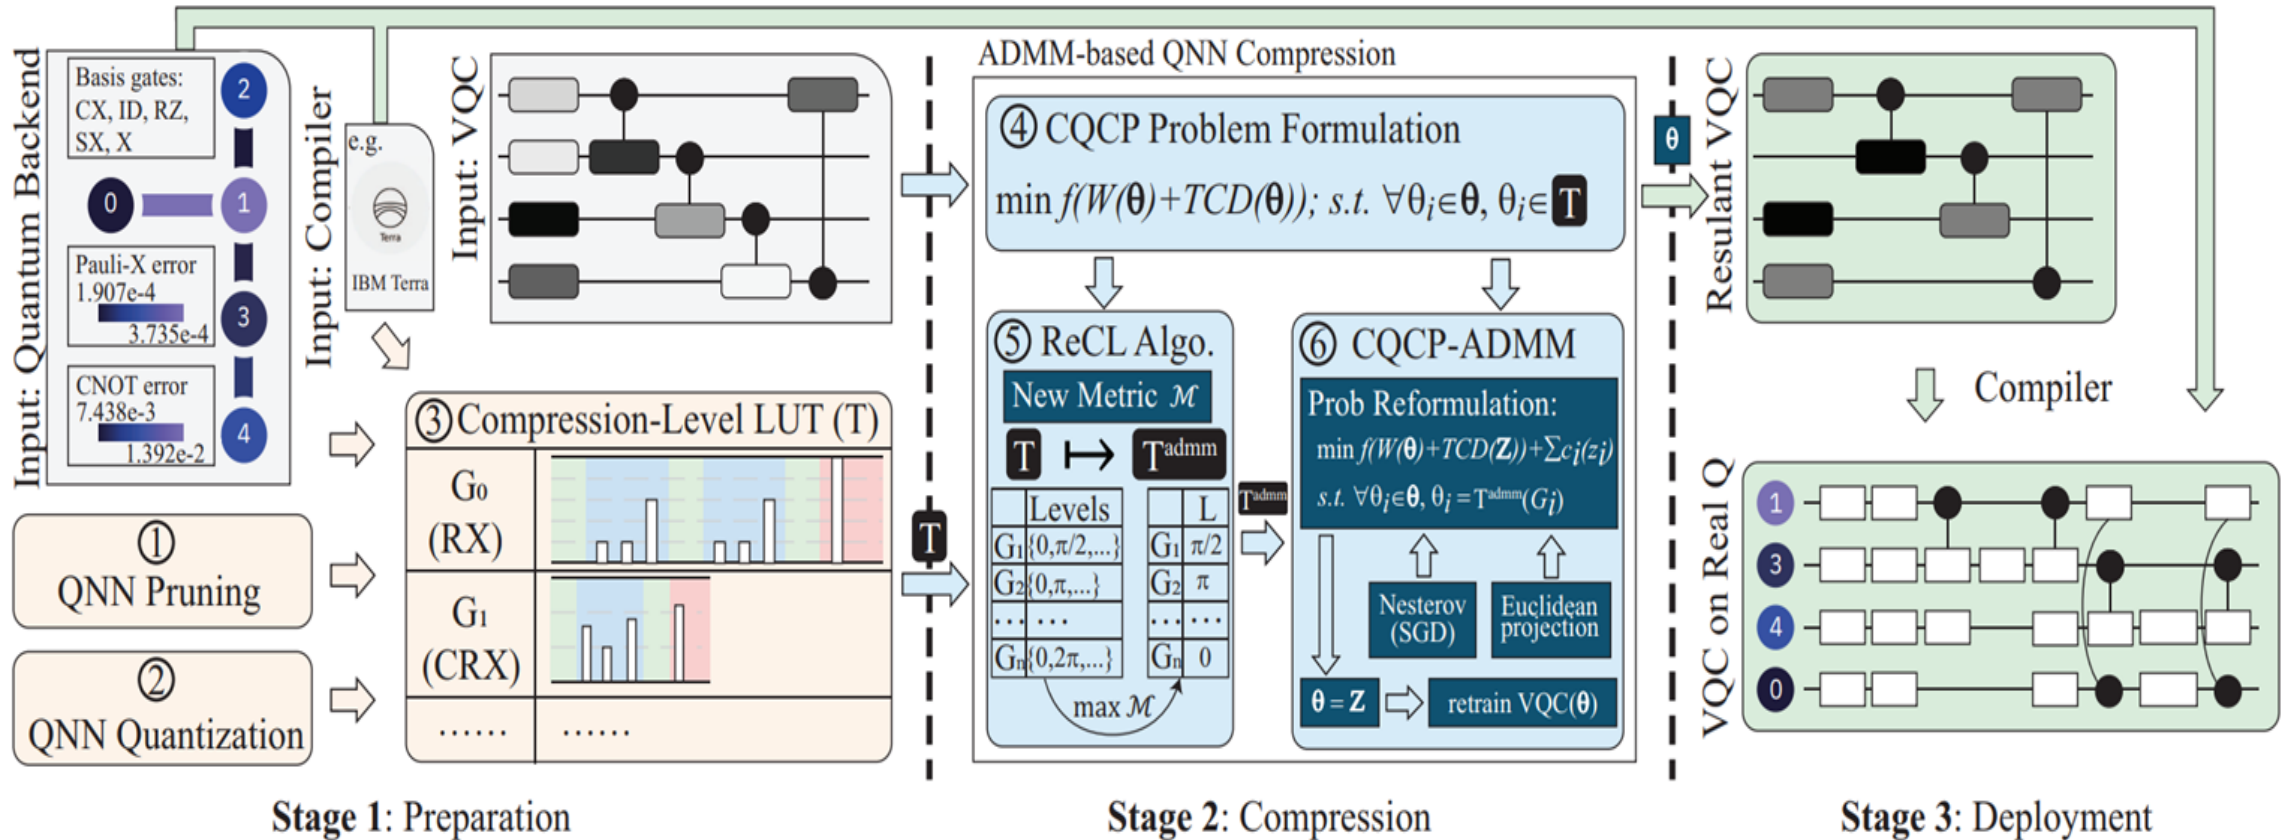 Input: Quantum Backend
Basis gates:
CX, ID, RZ,
SX, X
2
0
1
3
4
Pauli-X error
1.907e-4
3.735e-4
CNOT error
7.438e-3
1.392e-2
Input: Compiler
e.g.
Terra
IBM Terra
Input: VQC
①
QNN Pruning
②
QNN Quantization
③ Compression-Level LUT (T)
G₀
(RX)
G₁
(CRX)
......
......
T
ADMM-based QNN Compression
④ CQCP Problem Formulation
min f(W(θ)+TCD(θ)); s.t. ∀θᵢ∈θ, θᵢ∈ T
⑤ ReCL Algo.
New Metric ℳ
T ↦ Tᵃᵈᵐᵐ
Levels
G₁ {0,π/2,...}
G₂ {0,π,...}
... ...
Gₙ {0,2π,...}
L
G₁ π/2
G₂ π
... ...
Gₙ 0
max ℳ
Tᵃᵈᵐᵐ
⑥ CQCP-ADMM
Prob Reformulation:
min f(W(θ)+TCD(Z))+∑cᵢ(zᵢ)
s.t. ∀θᵢ∈θ, θᵢ = Tᵃᵈᵐᵐ(Gᵢ)
Nesterov
(SGD)
Euclidean
projection
θ = Z
retrain VQC(θ)
θ
Resulant VQC
Compiler
VQC on Real Q
1
3
4
0
Stage 1: Preparation
Stage 2: Compression
Stage 3: Deployment